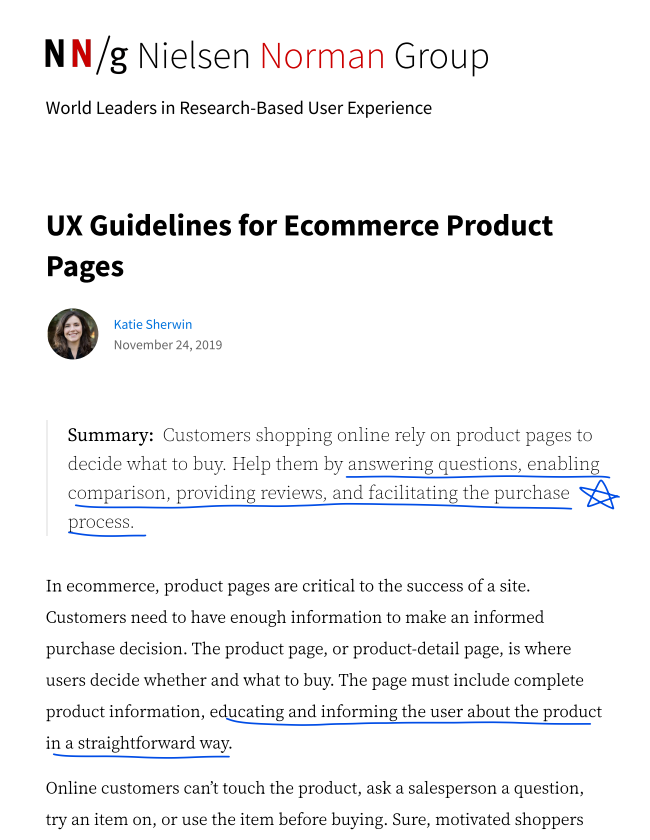 NN/g Nielsen Norman Group
World Leaders in Research-Based User Experience
UX Guidelines for Ecommerce Product
Pages
Katie Sherwin
November 24, 2019
Summary: Customers shopping online rely on product pages to
decide what to buy. Help them by answering questions, enabling
comparison, providing reviews, and facilitating the purchase
process.
In ecommerce, product pages are critical to the success of a site.
Customers need to have enough information to make an informed
purchase decision. The product page, or product-detail page, is where
users decide whether and what to buy. The page must include complete
product information, educating and informing the user about the product
in a straightforward way.
Online customers can’t touch the product, ask a salesperson a question,
try an item on, or use the item before buying. Sure, motivated shoppers